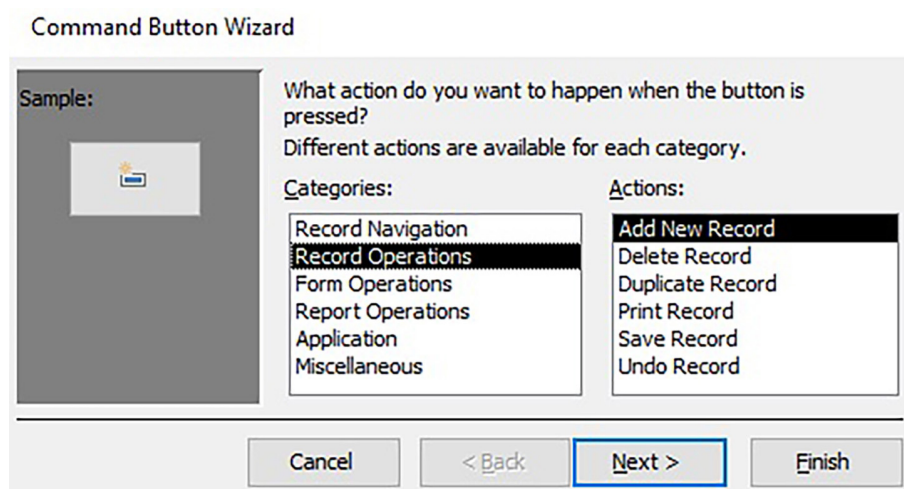 Command Button Wizard
Sample:
What action do you want to happen when the button is
pressed?
Different actions are available for each category.
Categories:
Record Navigation
Record Operations
Form Operations
Report Operations
Application
Miscellaneous
Actions:
Add New Record
Delete Record
Duplicate Record
Print Record
Save Record
Undo Record
Cancel
< Back
Next >
Finish